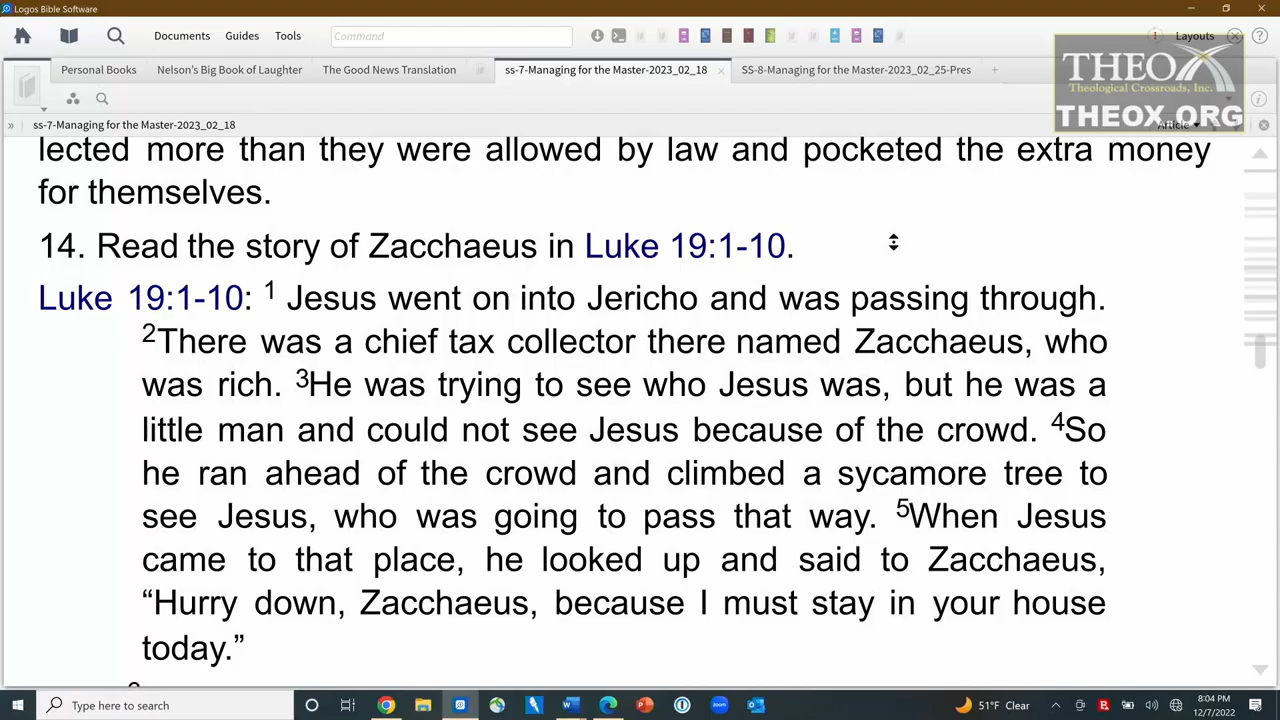 Logos Bible Software
Documents Guides Tools Command Layouts
Personal Books Nelson's Big Book of Laughter The Good News Translation ss-7-Managing for the Master-2023_02_18 SS-8-Managing for the Master-2023_02_25-Pres
THEOX
Theological Crossroads, Inc.
THEOX.ORG
ss-7-Managing for the Master-2023_02_18 Article
lected more than they were allowed by law and pocketed the extra money
for themselves.
14. Read the story of Zacchaeus in Luke 19:1-10.
Luke 19:1-10: 1 Jesus went on into Jericho and was passing through.
2There was a chief tax collector there named Zacchaeus, who
was rich. 3He was trying to see who Jesus was, but he was a
little man and could not see Jesus because of the crowd. 4So
he ran ahead of the crowd and climbed a sycamore tree to
see Jesus, who was going to pass that way. 5When Jesus
came to that place, he looked up and said to Zacchaeus,
“Hurry down, Zacchaeus, because I must stay in your house
today.”
Type here to search
51°F Clear
8:04 PM
12/7/2022